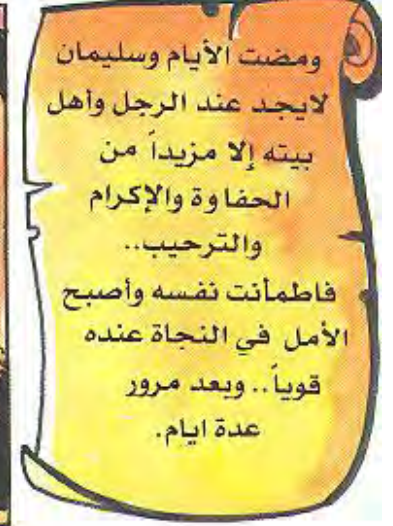 ومضت الأيام وسليمان
لايجد عند الرجل وأهل
بيته إلا مزيداً من
الحفاوة والإكرام
والترحيب..
فاطمأنت نفسه وأصبح
الأمل في النجاة عنده
قوياً.. وبعد مرور
عدة ايام.